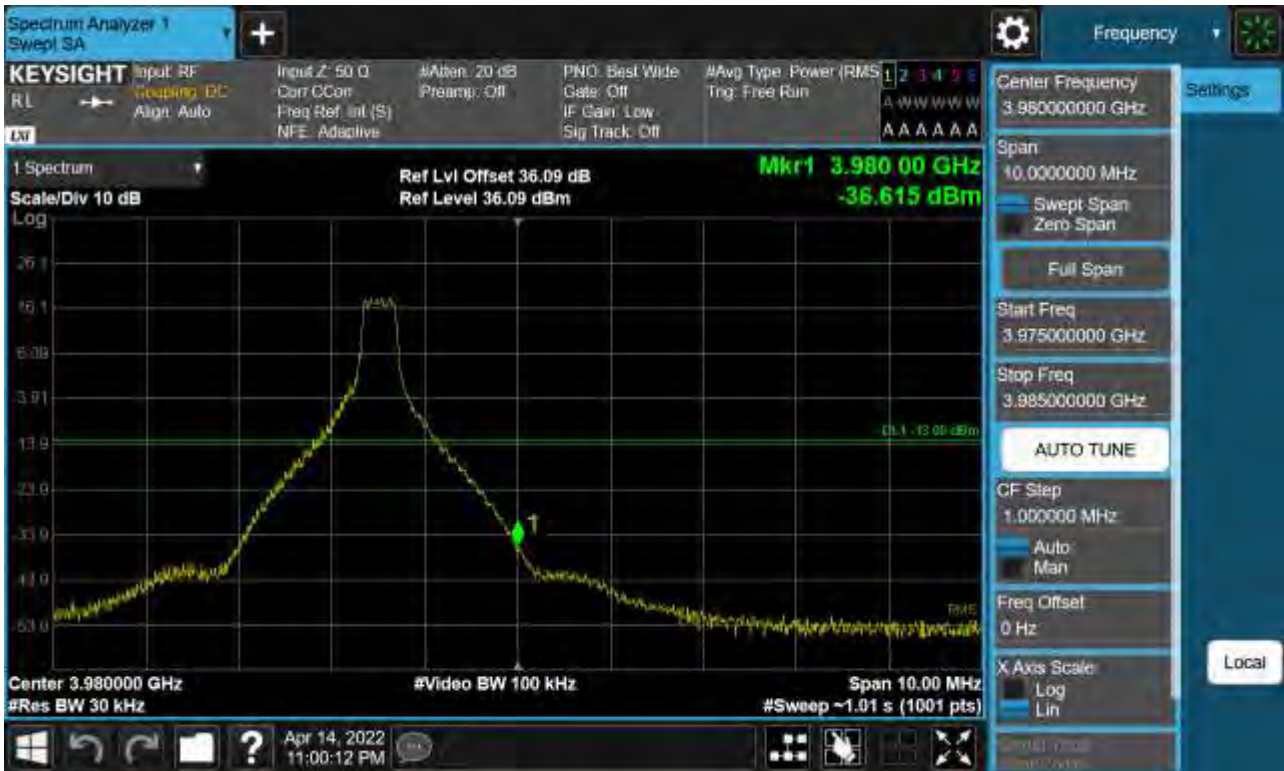 Spectrum Analyzer 1
Swept SA
Frequency
KEYSIGHT
Input: RF
Coupling: DC
Align: Auto
RL
LXI
Input Z: 50 Ω
Corr CCorr
Freq Ref: Int (S)
NFE: Adaptive
#Atten: 20 dB
Preamp: Off
PNO: Best Wide
Gate: Off
IF Gain: Low
Sig Track: Off
#Avg Type: Power (RMS
Trig: Free Run
1 2 3 4 5 6
A W W W W W
A A A A A A
1 Spectrum
Scale/Div 10 dB
Log
Ref Lvl Offset 36.09 dB
Ref Level 36.09 dBm
Mkr1 3.980 00 GHz
-36.615 dBm
26.1
16.1
6.09
-3.91
-13.9
-23.9
-33.9
-43.9
-53.9
DL1 -13.00 dBm
1
RMS
Center 3.980000 GHz
#Res BW 30 kHz
#Video BW 100 kHz
Span 10.00 MHz
#Sweep ~1.01 s (1001 pts)
Center Frequency
3.980000000 GHz
Settings
Span
10.0000000 MHz
Swept Span
Zero Span
Full Span
Start Freq
3.975000000 GHz
Stop Freq
3.985000000 GHz
AUTO TUNE
CF Step
1.000000 MHz
Auto
Man
Freq Offset
0 Hz
X Axis Scale
Log
Lin
Local
?
Apr 14, 2022
11:00:12 PM